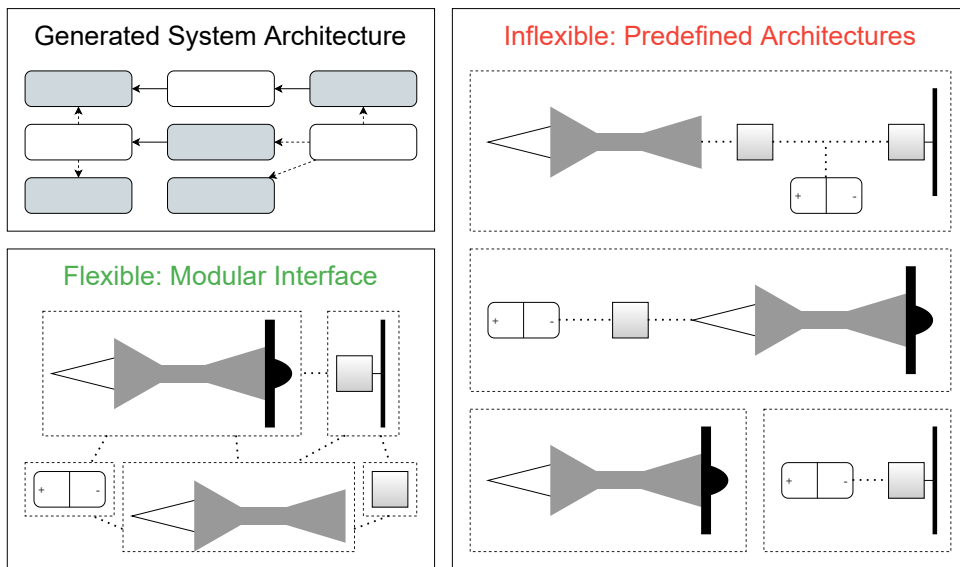 Generated System Architecture
Flexible: Modular Interface
+ -
Inflexible: Predefined Architectures
+ -
+ -
+ -